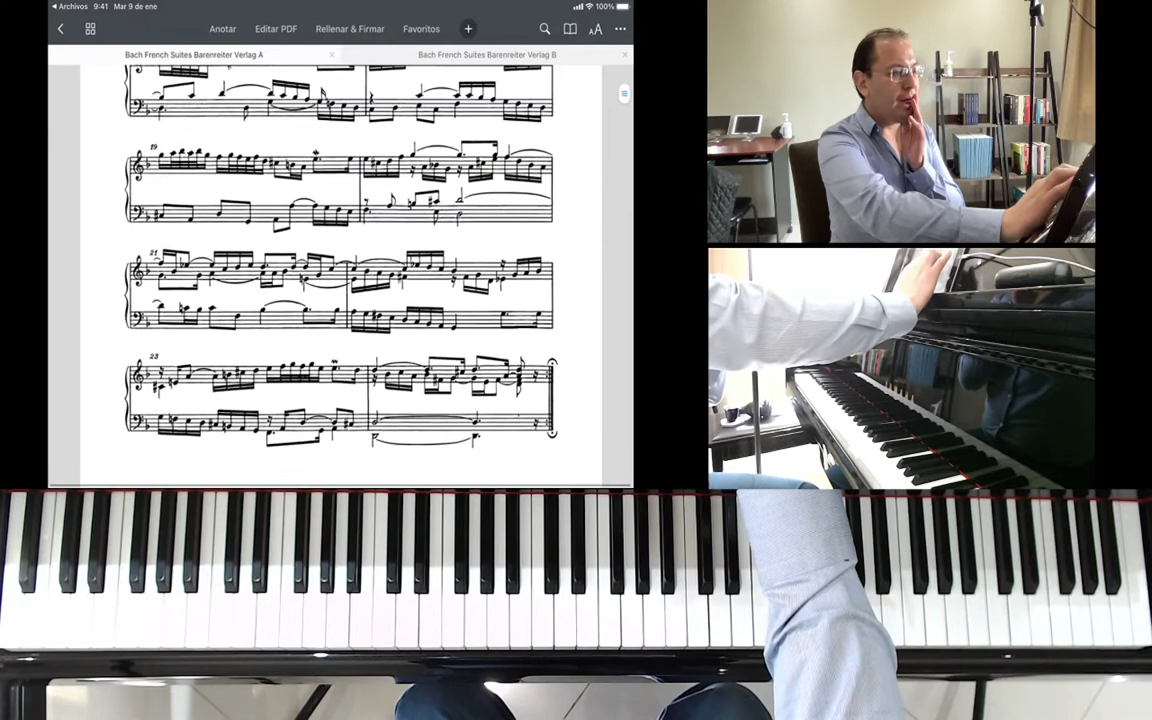 Archivos 9:41 Mar 9 de ene 100%
Anotar Editar PDF Rellenar & Firmar Favoritos + AA
Bach French Suites Barenreiter Verlag A × Bach French Suites Barenreiter Verlag B ×
19
21
23